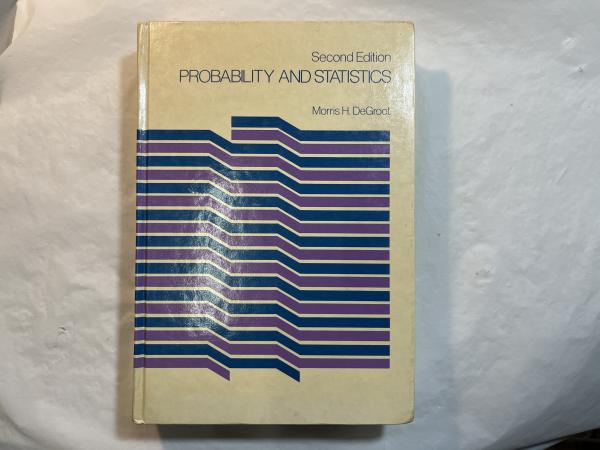 Second Edition
PROBABILITY AND STATISTICS
Morris H. DeGroot